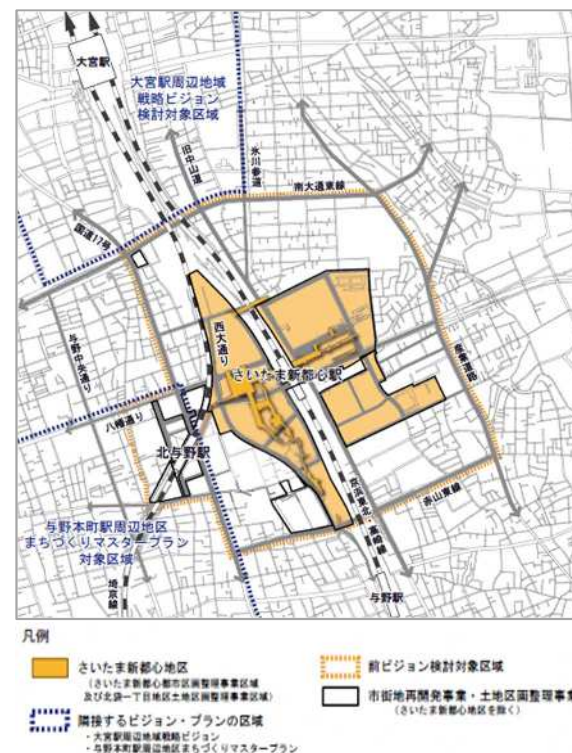 大宮駅
大宮駅周辺地域
戦略ビジョン
検討対象区域
旧中山道
氷川参道
南大通東線
国道17号
西大通り
与野中央通り
さいたま新都心駅
産業道路
八幡通り
北与野駅
京浜東北・高崎線
赤山東線
与野本町駅周辺地区
まちづくりマスタープラン
対象区域
埼京線
与野駅
凡例
さいたま新都心地区
（さいたま新都心都市区画整理事業区域
及び北袋一丁目地区土地区画整理事業区域）
隣接するビジョン・プランの区域
・大宮駅周辺地域戦略ビジョン
・与野本町駅周辺地区まちづくりマスタープラン
前ビジョン検討対象区域
市街地再開発事業・土地区画整理事業
（さいたま新都心地区を除く）